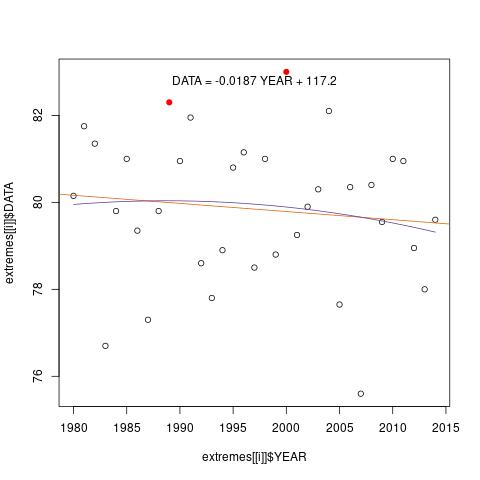 DATA = -0.0187 YEAR + 117.2
extremes[[i]]$DATA
82
80
78
76
1980 1985 1990 1995 2000 2005 2010 2015
extremes[[i]]$YEAR